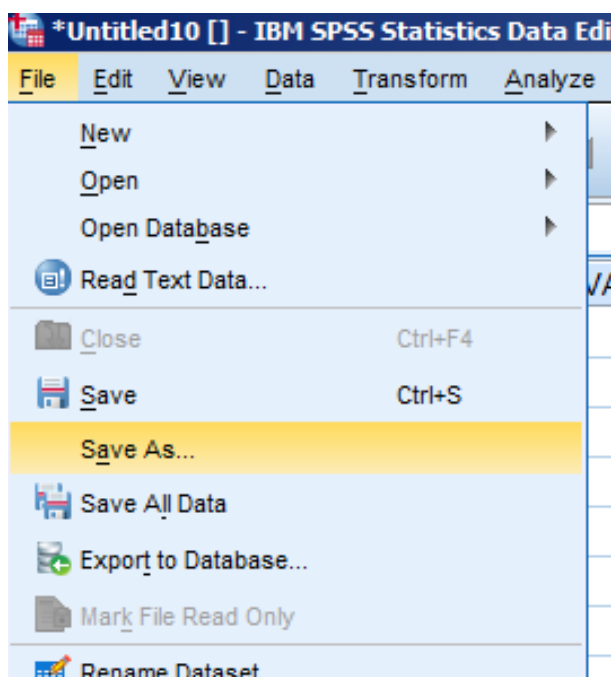 *Untitled10 [] - IBM SPSS Statistics Data Edi
File Edit View Data Transform Analyze
New
Open
Open Database
Read Text Data...
Close Ctrl+F4
Save Ctrl+S
Save As...
Save All Data
Export to Database...
Mark File Read Only
Rename Dataset
VA